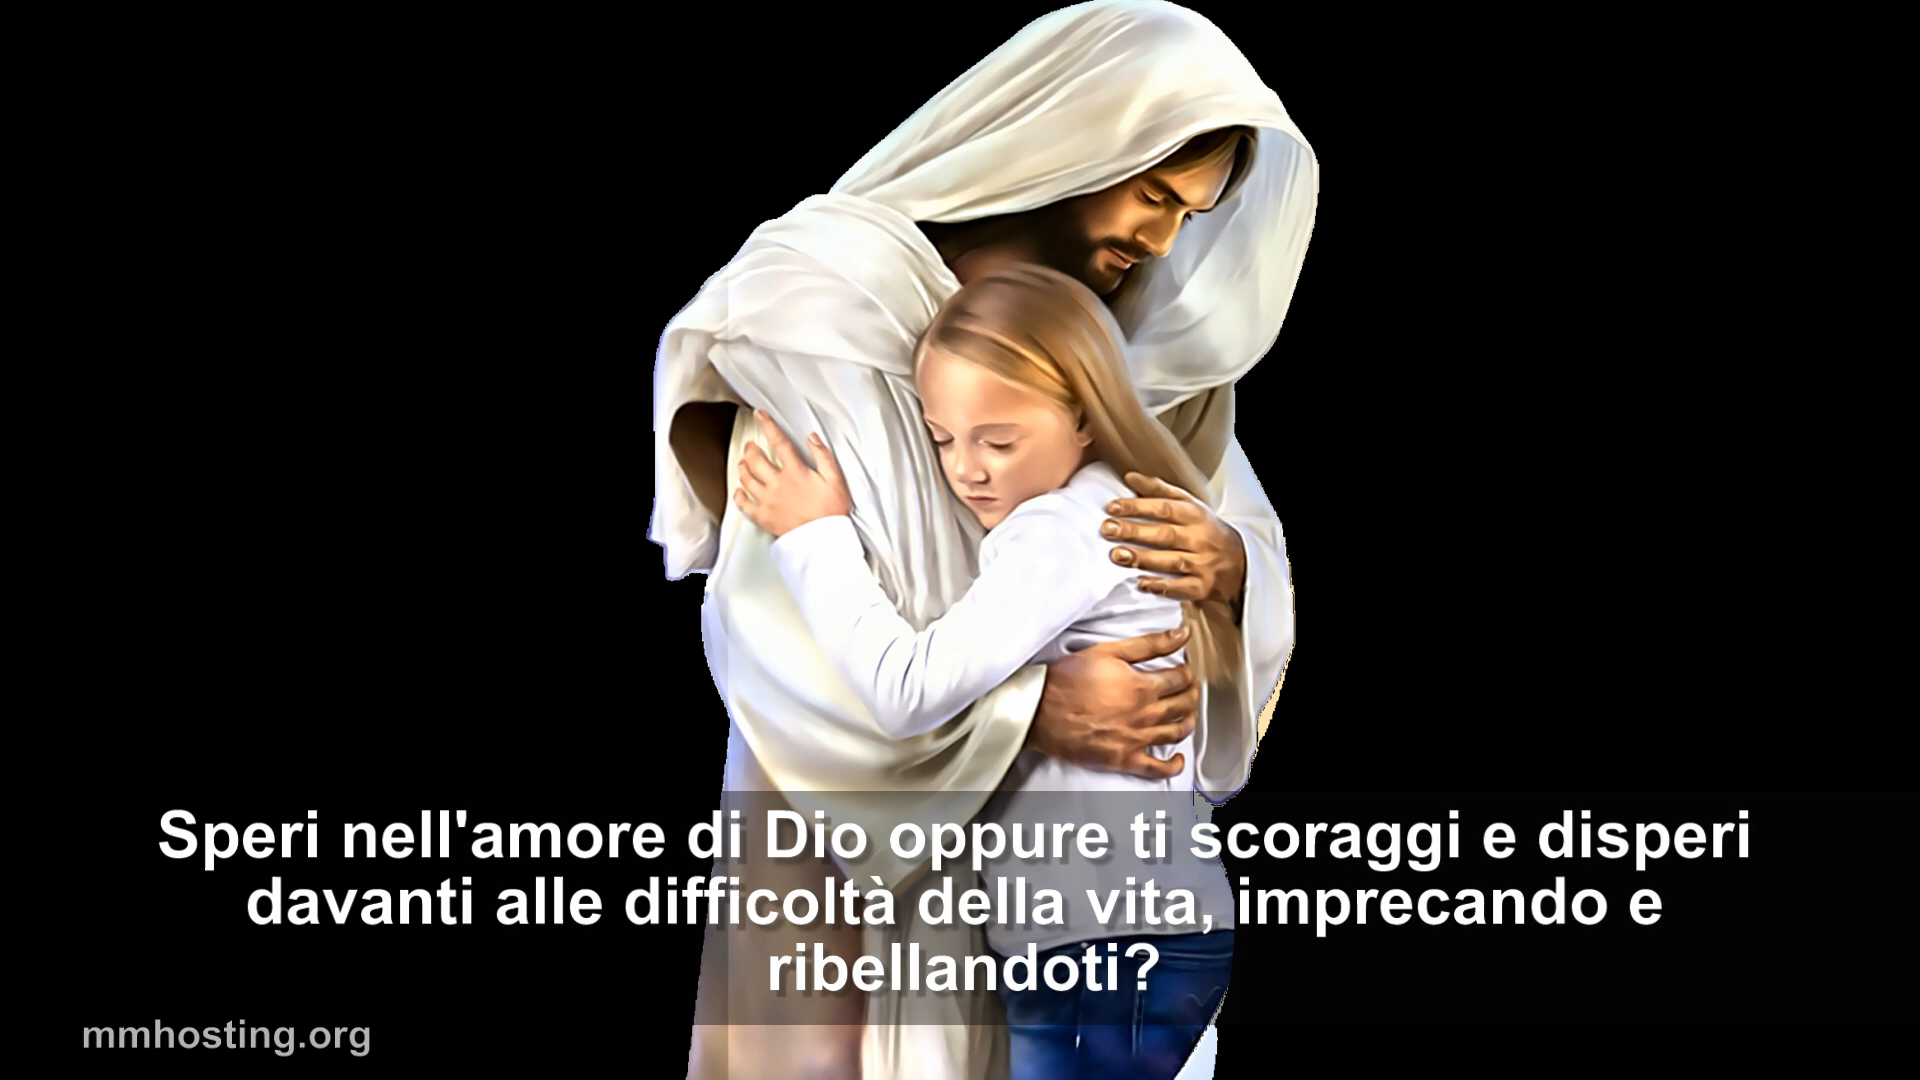 Speri nell'amore di Dio oppure ti scoraggi e disperi
davanti alle difficoltà della vita, imprecando e
ribellandoti?
mmhosting.org